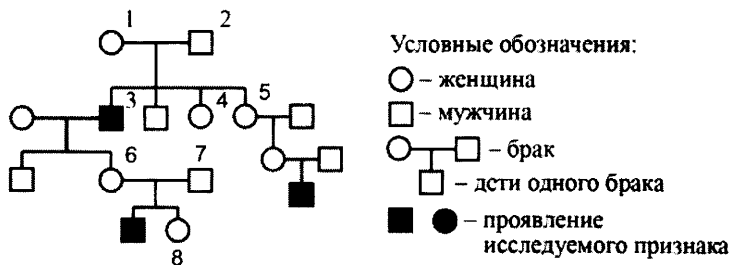 1
2
3
4
5
6
7
8
Условные обозначения:
– женщина
– мужчина
– брак
– дети одного брака
– проявление
исследуемого признака